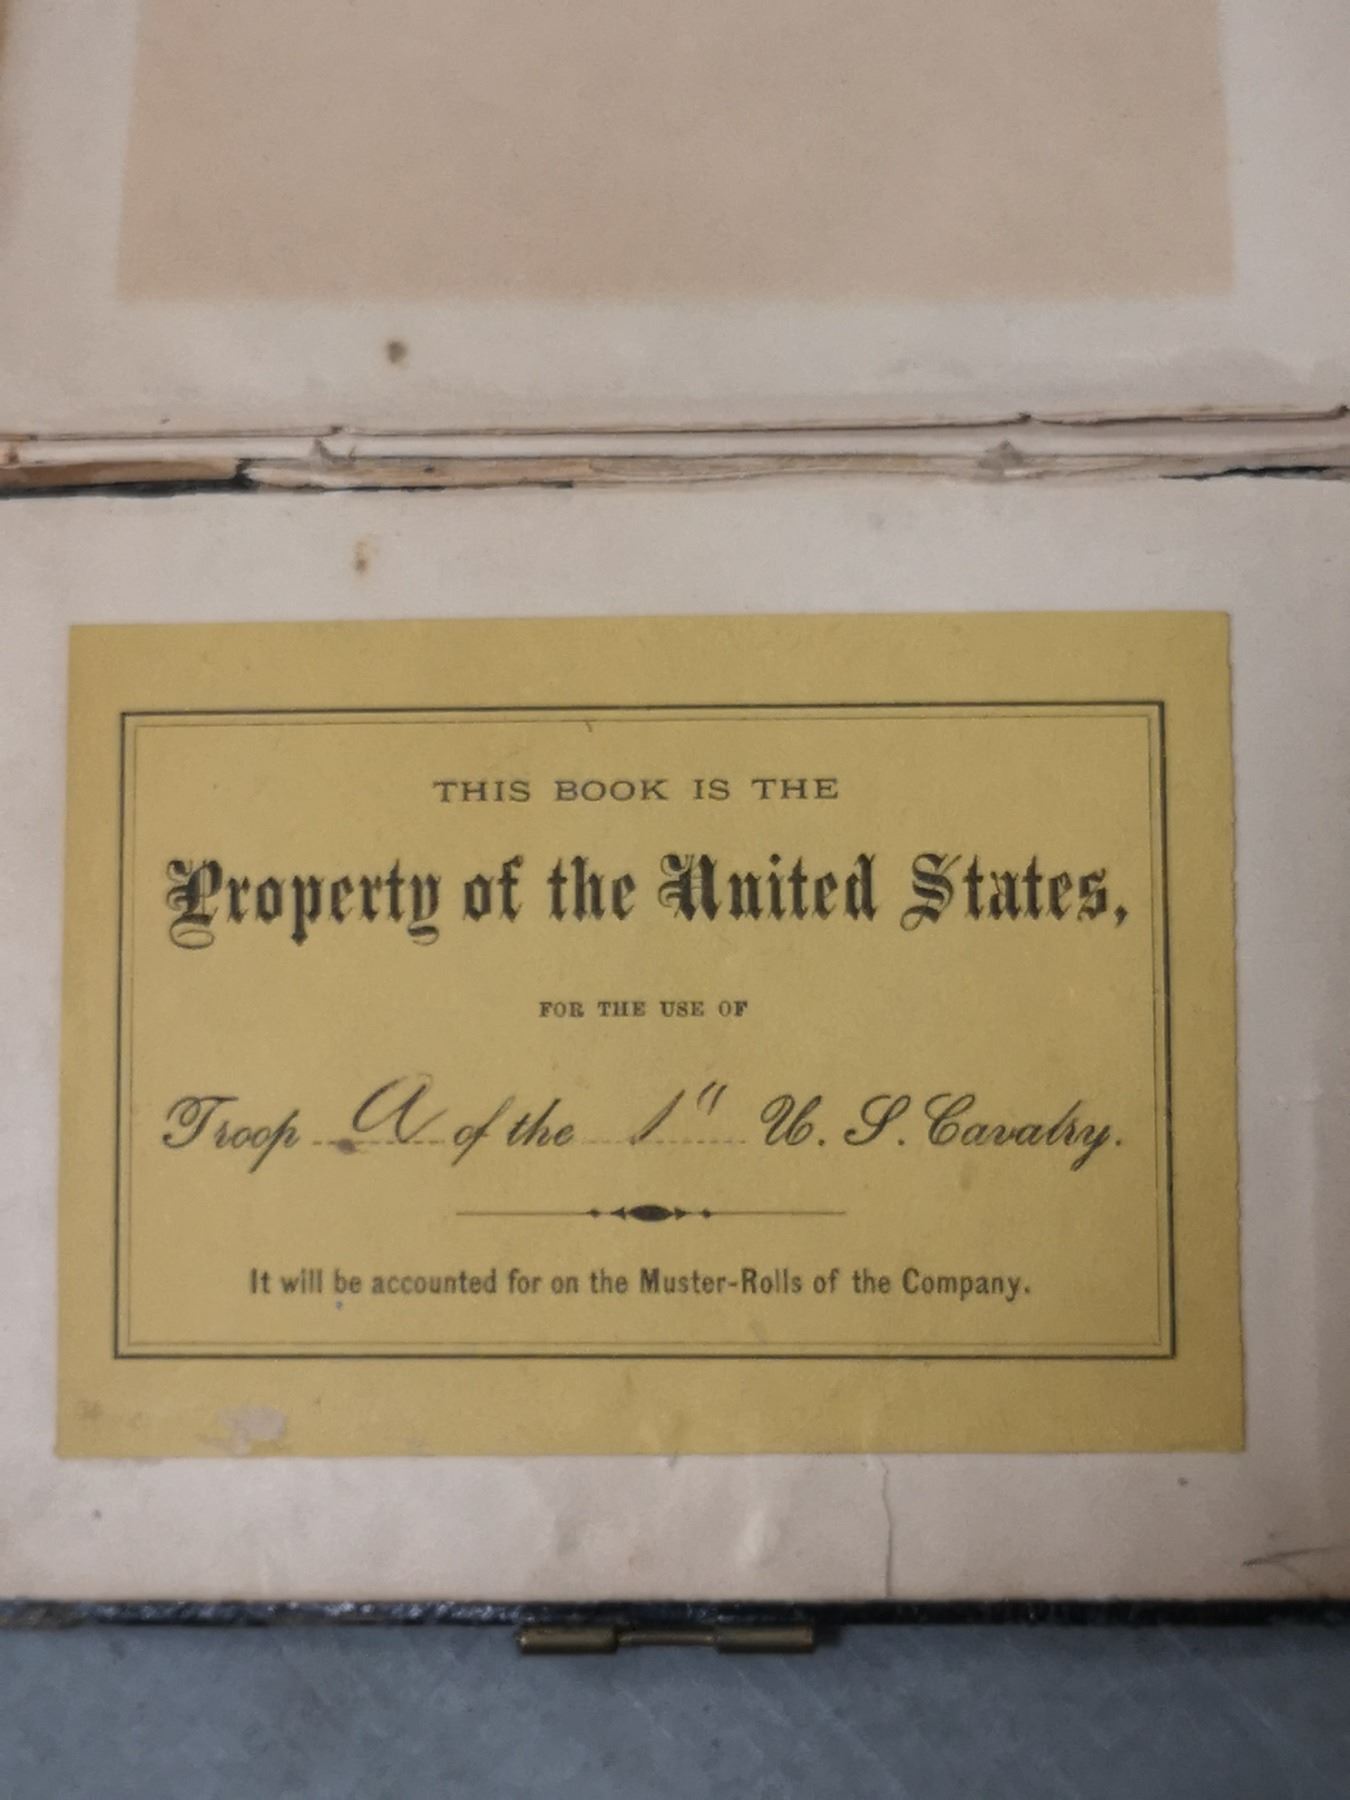 THIS BOOK IS THE
Property of the United States,
FOR THE USE OF
Troop A of the 1" U. S. Cavalry.
It will be accounted for on the Muster-Rolls of the Company.